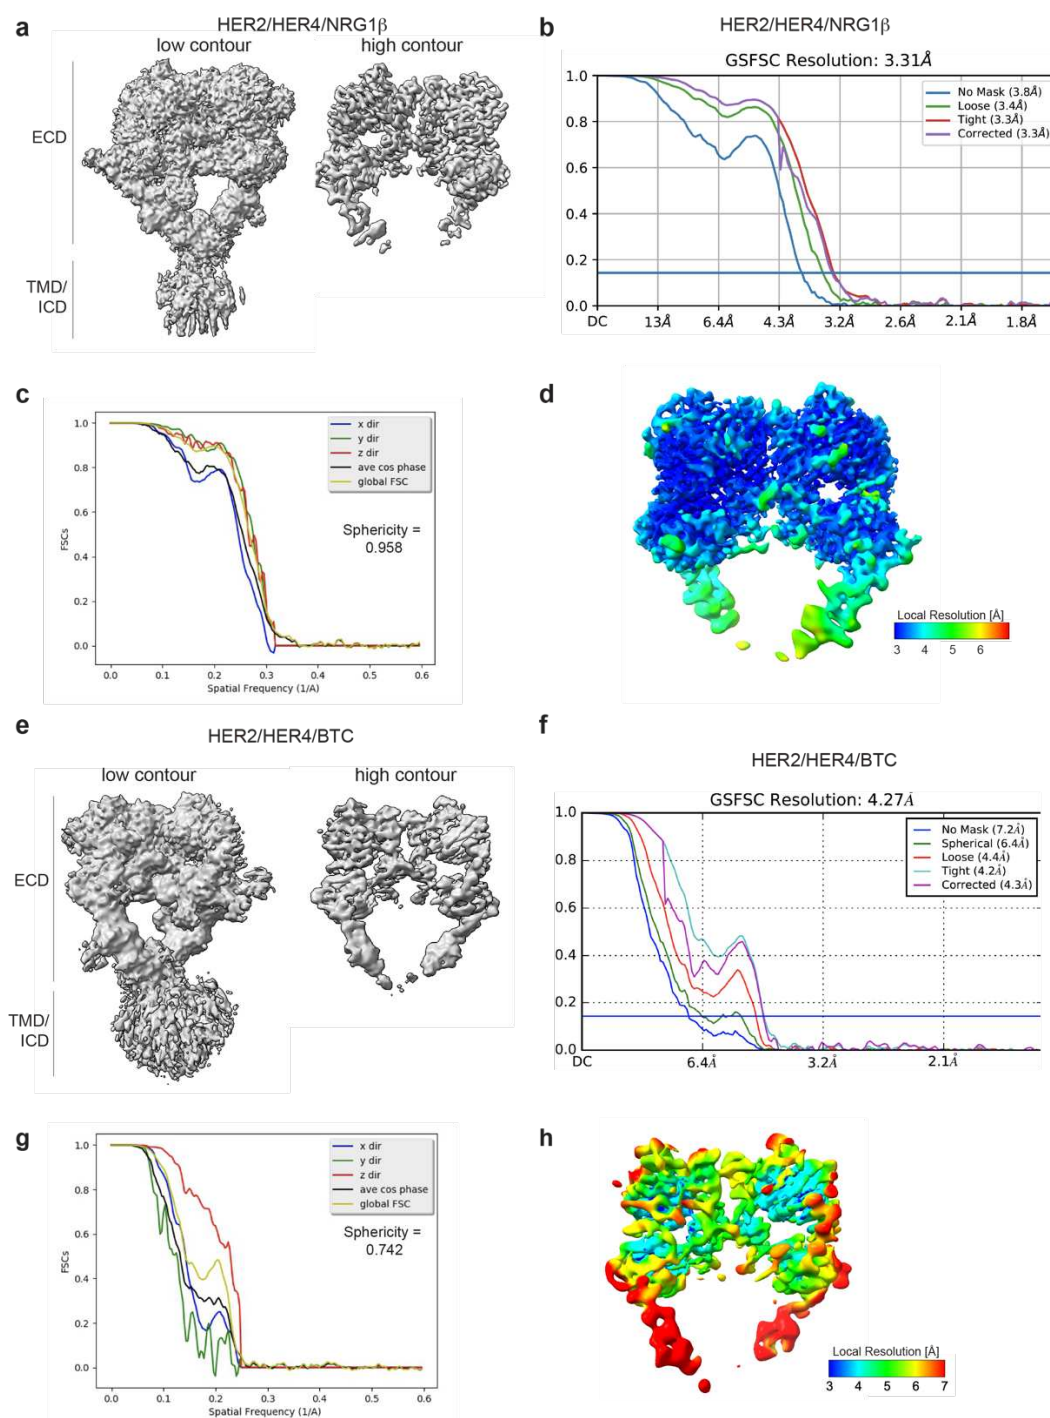 a
HER2/HER4/NRG1β
low contour
high contour
ECD
TMD/
ICD
b
HER2/HER4/NRG1β
GSFSC Resolution: 3.31Å
1.0
0.8
0.6
0.4
0.2
0.0
No Mask (3.8Å)
Loose (3.4Å)
Tight (3.3Å)
Corrected (3.3Å)
DC 13Å 6.4Å 4.3Å 3.2Å 2.6Å 2.1Å 1.8Å
c
1.0
0.8
0.6
0.4
0.2
0.0
FSCs
x dir
y dir
z dir
ave cos phase
global FSC
Sphericity =
0.958
0.0 0.1 0.2 0.3 0.4 0.5 0.6
Spatial Frequency (1/A)
d
Local Resolution [Å]
3 4 5 6
e
HER2/HER4/BTC
low contour
high contour
ECD
TMD/
ICD
f
HER2/HER4/BTC
GSFSC Resolution: 4.27Å
1.0
0.8
0.6
0.4
0.2
0.0
No Mask (7.2Å)
Spherical (6.4Å)
Loose (4.4Å)
Tight (4.2Å)
Corrected (4.3Å)
DC 6.4Å 3.2Å 2.1Å
g
1.0
0.8
0.6
0.4
0.2
0.0
FSCs
x dir
y dir
z dir
ave cos phase
global FSC
Sphericity =
0.742
0.0 0.1 0.2 0.3 0.4 0.5 0.6
Spatial Frequency (1/A)
h
Local Resolution [Å]
3 4 5 6 7